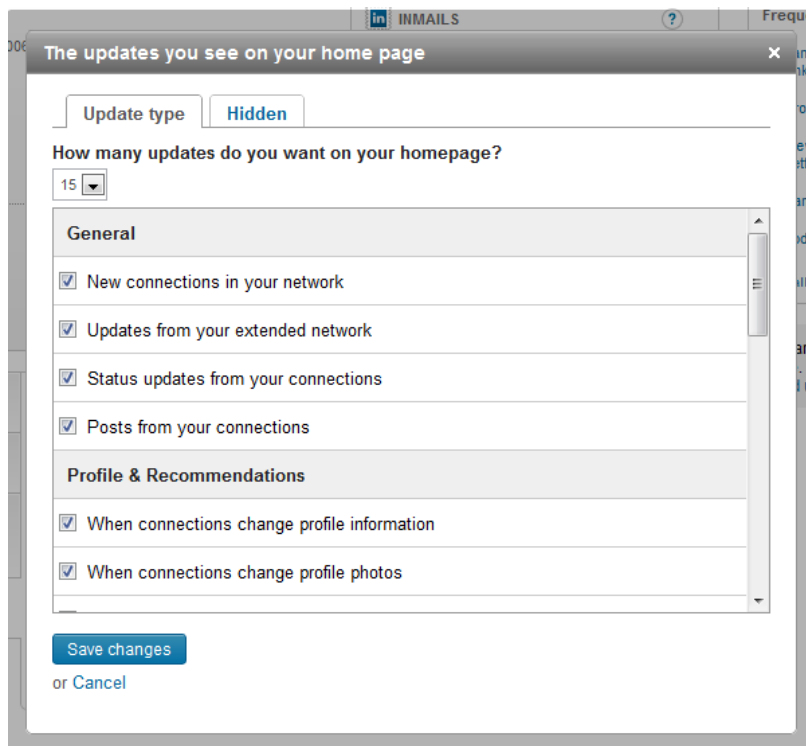 in INMAILS ?
Frequ
006
The updates you see on your home page ×
Update type Hidden
How many updates do you want on your homepage?
15
General
New connections in your network
Updates from your extended network
Status updates from your connections
Posts from your connections
Profile & Recommendations
When connections change profile information
When connections change profile photos
Save changes
or Cancel